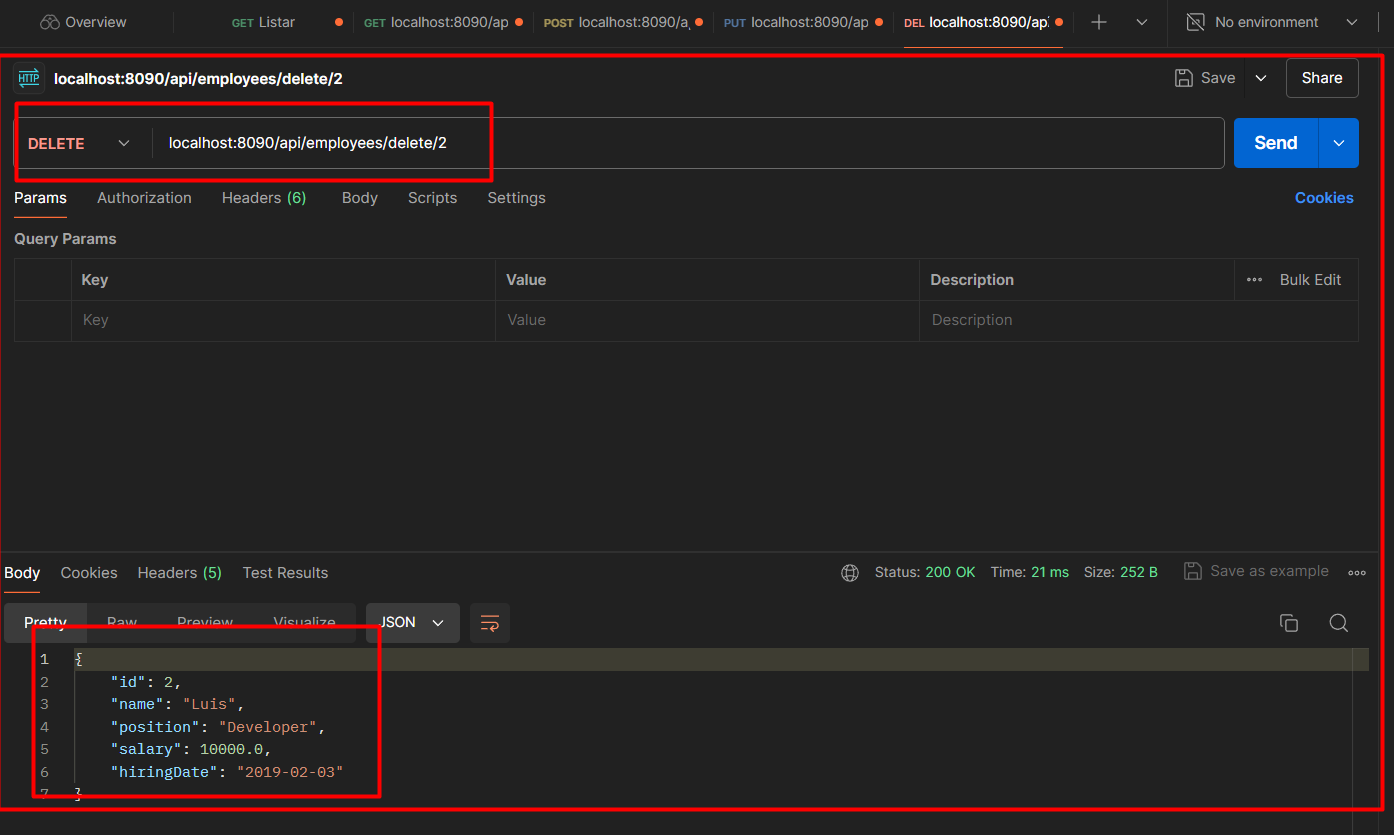 Overview GET Listar GET localhost:8090/ap POST localhost:8090/a PUT localhost:8090/ap DEL localhost:8090/ap No environment
HTTP localhost:8090/api/employees/delete/2 Save Share
DELETE localhost:8090/api/employees/delete/2 Send
Params Authorization Headers (6) Body Scripts Settings Cookies
Query Params
Key Value Description Bulk Edit
Key Value Description
Body Cookies Headers (5) Test Results Status: 200 OK Time: 21 ms Size: 252 B Save as example
Pretty Raw Preview Visualize JSON
1 {
2 "id": 2,
3 "name": "Luis",
4 "position": "Developer",
5 "salary": 10000.0,
6 "hiringDate": "2019-02-03"
7 }